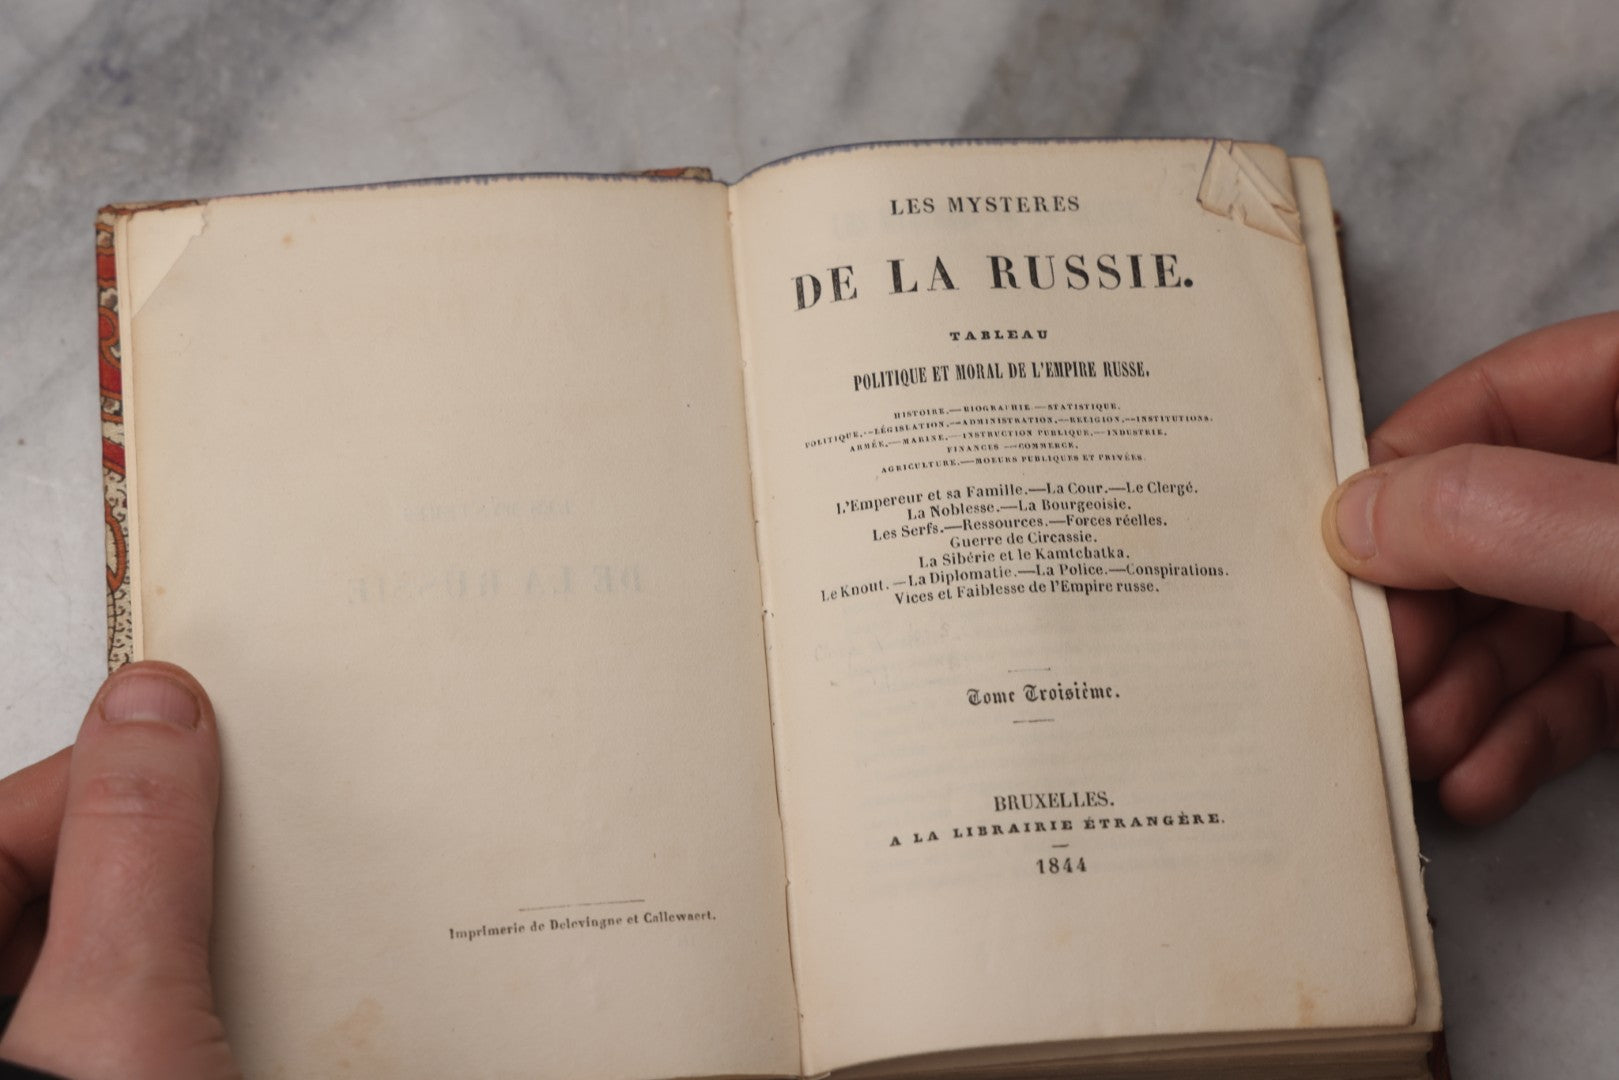 Imprimerie de Delevingne et Callewaert.
LES MYSTERES
DE LA RUSSIE.
TABLEAU
POLITIQUE ET MORAL DE L'EMPIRE RUSSE,
HISTOIRE.—BIOGRAPHIE.—STATISTIQUE.
POLITIQUE.—LÉGISLATION.—ADMINISTRATION.—RELIGION.—INSTITUTIONS.
ARMÉE.—MARINE.—INSTRUCTION PUBLIQUE.—INDUSTRIE.
FINANCES.—COMMERCE.
AGRICULTURE.—MOEURS PUBLIQUES ET PRIVÉES.
L'Empereur et sa Famille.—La Cour.—Le Clergé.
La Noblesse.—La Bourgeoisie.
Les Serfs.—Ressources.—Forces réelles.
Guerre de Circassie.
La Sibérie et le Kamtchatka.
Le Knout.—La Diplomatie.—La Police.—Conspirations.
Vices et Faiblesse de l'Empire russe.
Tome Troisième.
BRUXELLES.
A LA LIBRAIRIE ÉTRANGÈRE.
1844